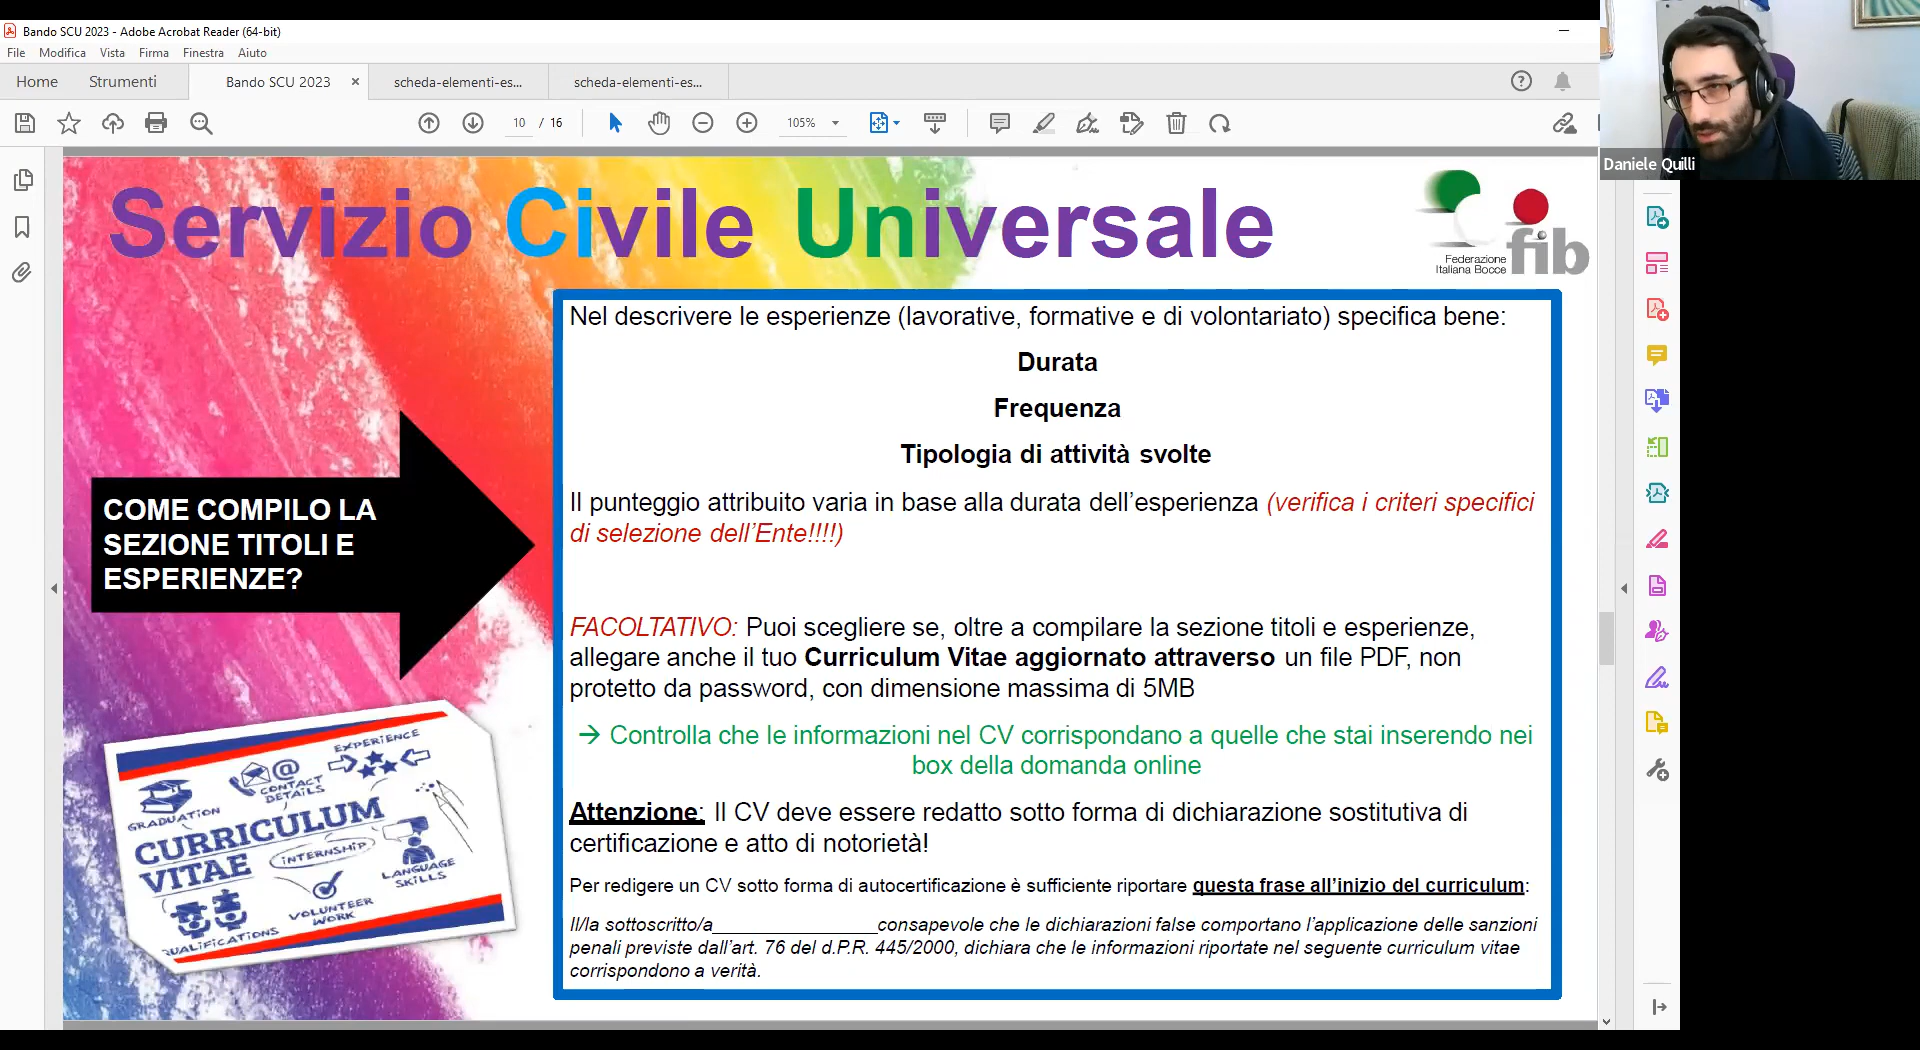 Bando SCU 2023 - Adobe Acrobat Reader (64-bit)
File Modifica Vista Firma Finestra Aiuto
Home Strumenti Bando SCU 2023 × scheda-elementi-es... scheda-elementi-es...
10 / 16 105%
Daniele Quilli
Servizio Civile Universale
Federazione
Italiana Bocce
fib
Nel descrivere le esperienze (lavorative, formative e di volontariato) specifica bene:
Durata
Frequenza
Tipologia di attività svolte
Il punteggio attribuito varia in base alla durata dell'esperienza (verifica i criteri specifici
di selezione dell'Ente!!!!)
COME COMPILO LA
SEZIONE TITOLI E
ESPERIENZE?
FACOLTATIVO: Puoi scegliere se, oltre a compilare la sezione titoli e esperienze,
allegare anche il tuo Curriculum Vitae aggiornato attraverso un file PDF, non
protetto da password, con dimensione massima di 5MB
→ Controlla che le informazioni nel CV corrispondano a quelle che stai inserendo nei
box della domanda online
Attenzione: Il CV deve essere redatto sotto forma di dichiarazione sostitutiva di
certificazione e atto di notorietà!
Per redigere un CV sotto forma di autocertificazione è sufficiente riportare questa frase all'inizio del curriculum:
Il/la sottoscritto/a________________consapevole che le dichiarazioni false comportano l'applicazione delle sanzioni
penali previste dall'art. 76 del d.P.R. 445/2000, dichiara che le informazioni riportate nel seguente curriculum vitae
corrispondono a verità.
EXPERIENCE
CONTACT
DETAILS
GRADUATION
CURRICULUM
VITAE
INTERNSHIP
LANGUAGE
SKILLS
VOLUNTEER
WORK
QUALIFICATIONS